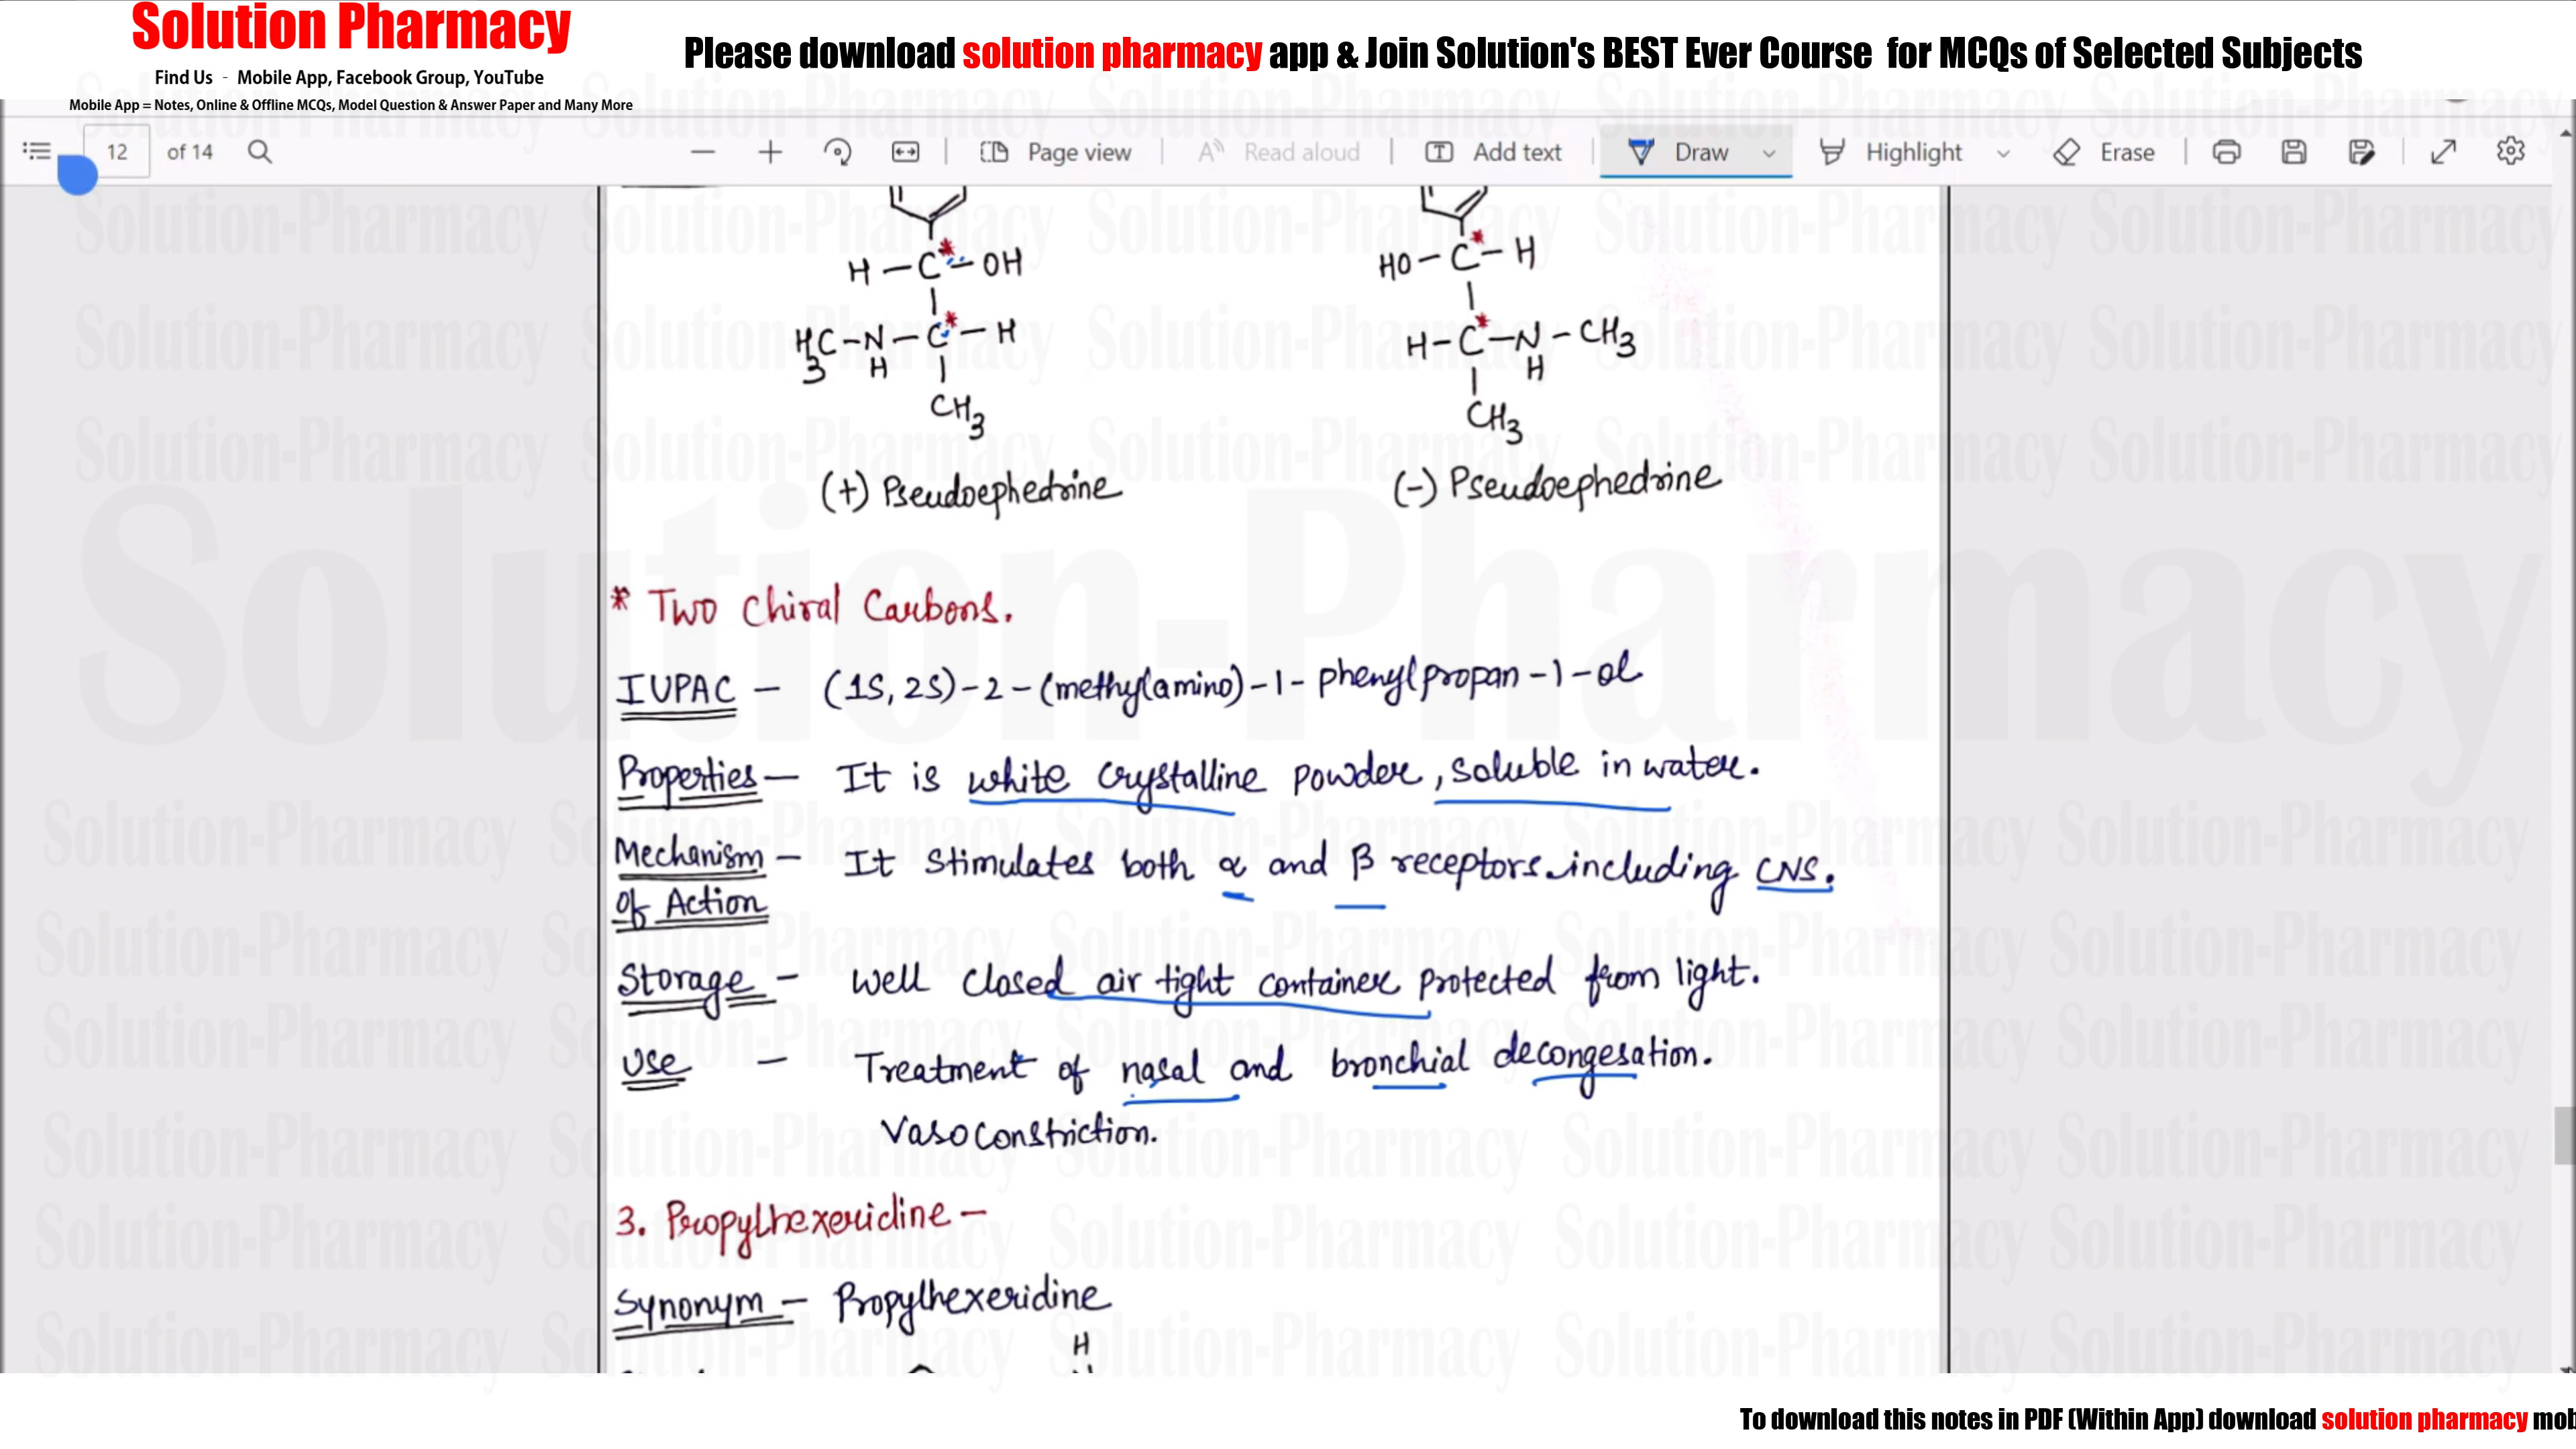 Solution Pharmacy
Find Us - Mobile App, Facebook Group, YouTube
Mobile App = Notes, Online & Offline MCQs, Model Question & Answer Paper and Many More
Please download solution pharmacy app & Join Solution's BEST Ever Course for MCQs of Selected Subjects
12 of 14 Page view Read aloud Add text Draw Highlight Erase
H-C*-OH
H3C-N-C*-H
H
CH3
(+) Pseudoephedrine
HO-C*-H
H-C*-N-CH3
H
CH3
(-) Pseudoephedrine
* Two Chiral Carbons.
IUPAC - (1S, 2S)-2-(methylamino)-1-phenylpropan-1-ol
Properties - It is white crystalline powder, soluble in water.
Mechanism of Action - It stimulates both α and β receptors including CNS.
Storage - Well closed air tight container protected from light.
Use - Treatment of nasal and bronchial decongesation.
Vasoconstriction.
3. Propylhexeridine -
Synonym - Propylhexeridine
H
Solution-Pharmacy
To download this notes in PDF (Within App) download solution pharmacy mob